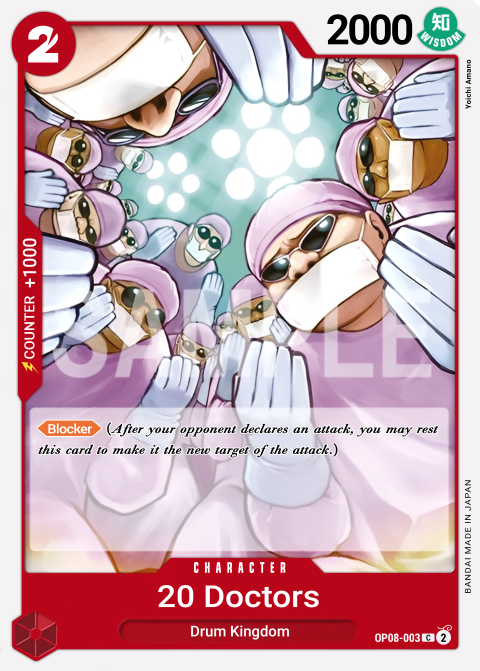 2
2000
知
WISDOM
Yoichi Amano
COUNTER +1000
SAMPLE
Blocker (After your opponent declares an attack, you may rest
this card to make it the new target of the attack.)
BANDAI MADE IN JAPAN
CHARACTER
20 Doctors
Drum Kingdom
OP08-003 C 2